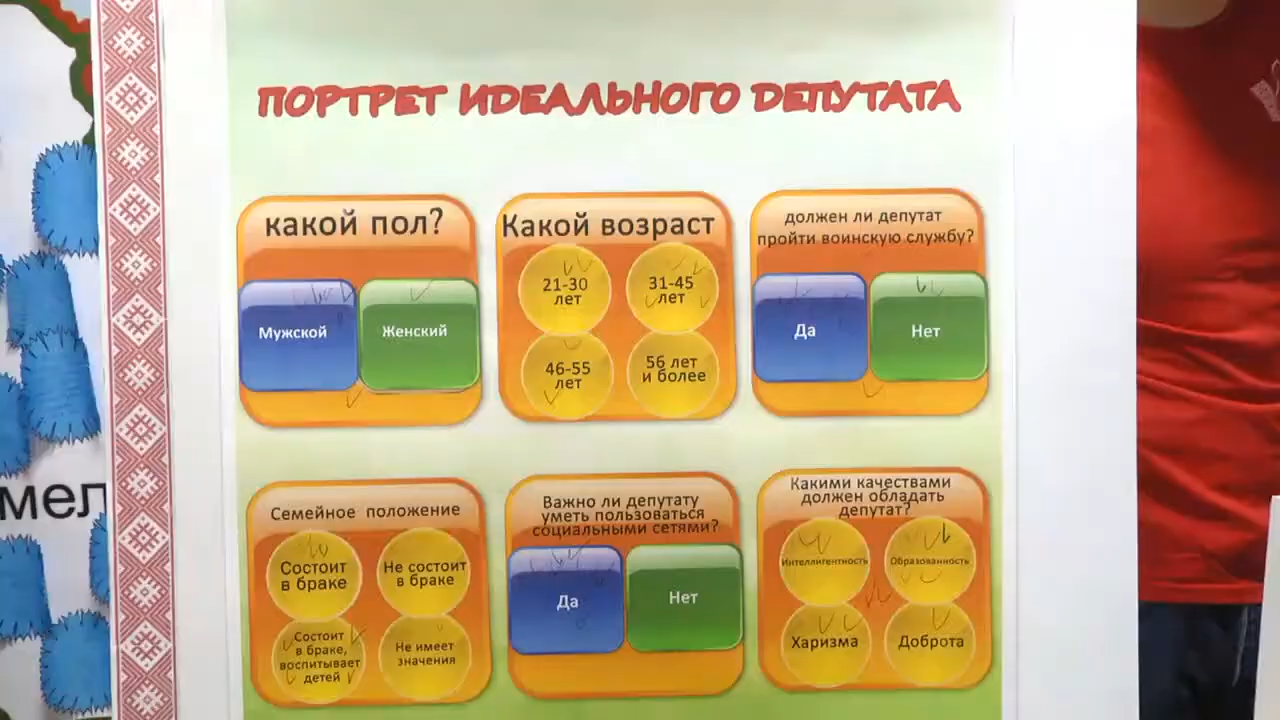 ПОРТРЕТ ИДЕАЛЬНОГО ДЕПУТАТА
какой пол?
Мужской
Женский
Какой возраст
21-30
лет
31-45
лет
46-55
лет
56 лет
и более
должен ли депутат
пройти воинскую службу?
Да
Нет
Семейное положение
Состоит
в браке
Не состоит
в браке
Состоит
в браке,
воспитывает
детей
Не имеет
значения
Важно ли депутату
уметь пользоваться
социальными сетями?
Да
Нет
Какими качествами
должен обладать
депутат?
Интеллигентность
Образованность
Харизма
Доброта
мел